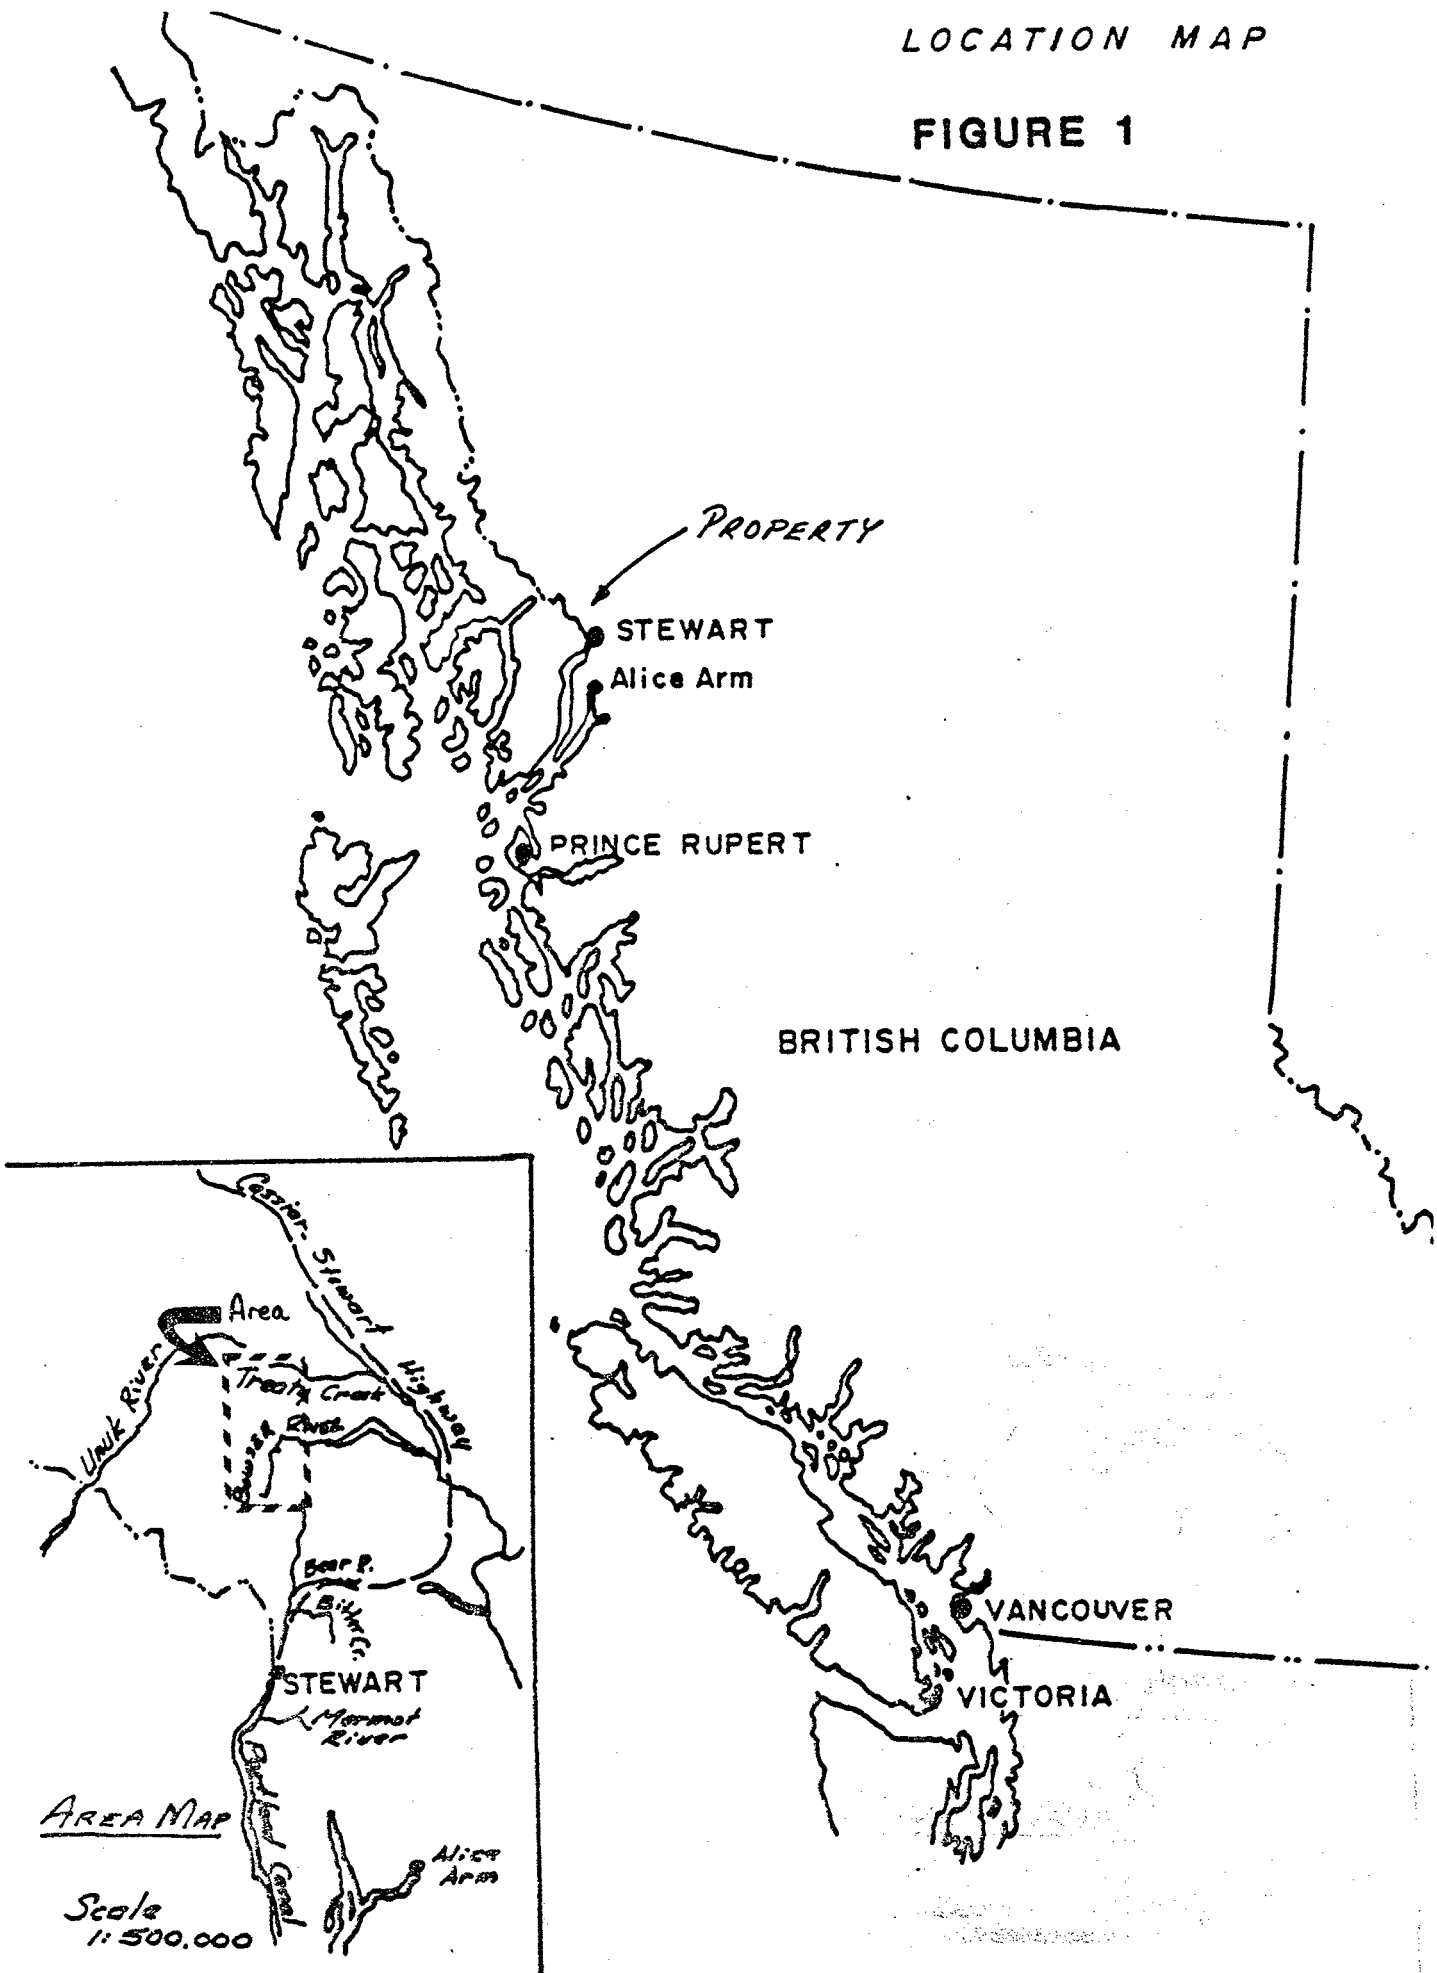 LOCATION MAP
FIGURE 1
PROPERTY
STEWART
Alice Arm
PRINCE RUPERT
BRITISH COLUMBIA
VANCOUVER
VICTORIA
Cassiar-Stewart Highway
Area
Unuk River
Treaty Creek
BOWSER RIVER
Bear R.
Bitter Cr.
STEWART
Marmot
River
Portland Canal
AREA MAP
Alice
Arm
Scale
1:500,000